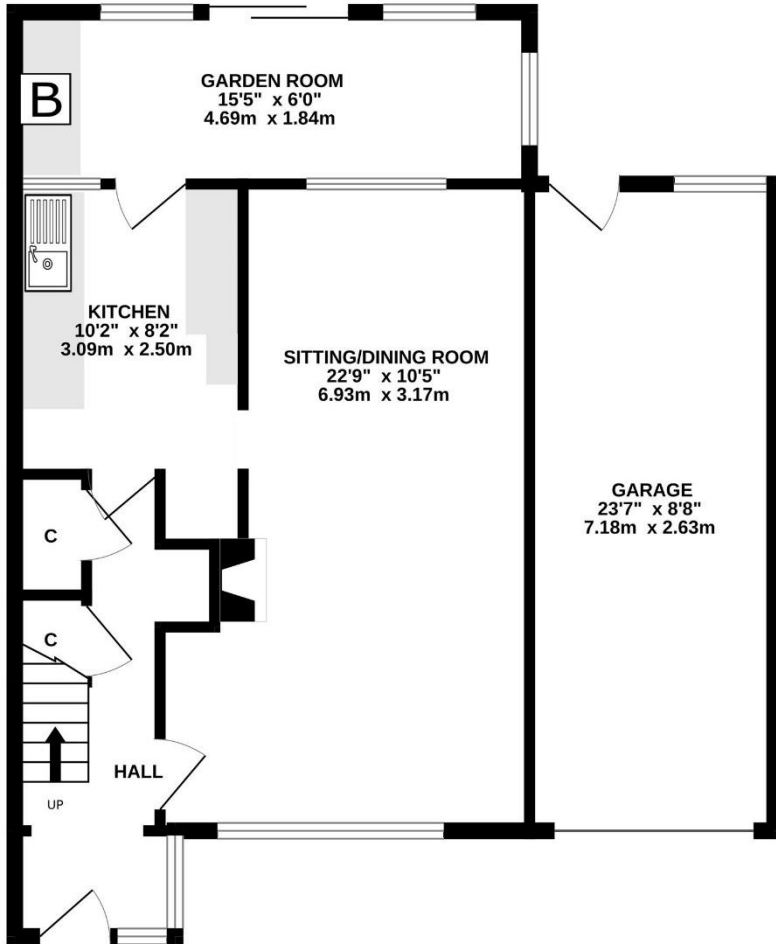 GARDEN ROOM
15'5" x 6'0"
4.69m x 1.84m
B
KITCHEN
10'2" x 8'2"
3.09m x 2.50m
SITTING/DINING ROOM
22'9" x 10'5"
6.93m x 3.17m
GARAGE
23'7" x 8'8"
7.18m x 2.63m
C
C
HALL
UP